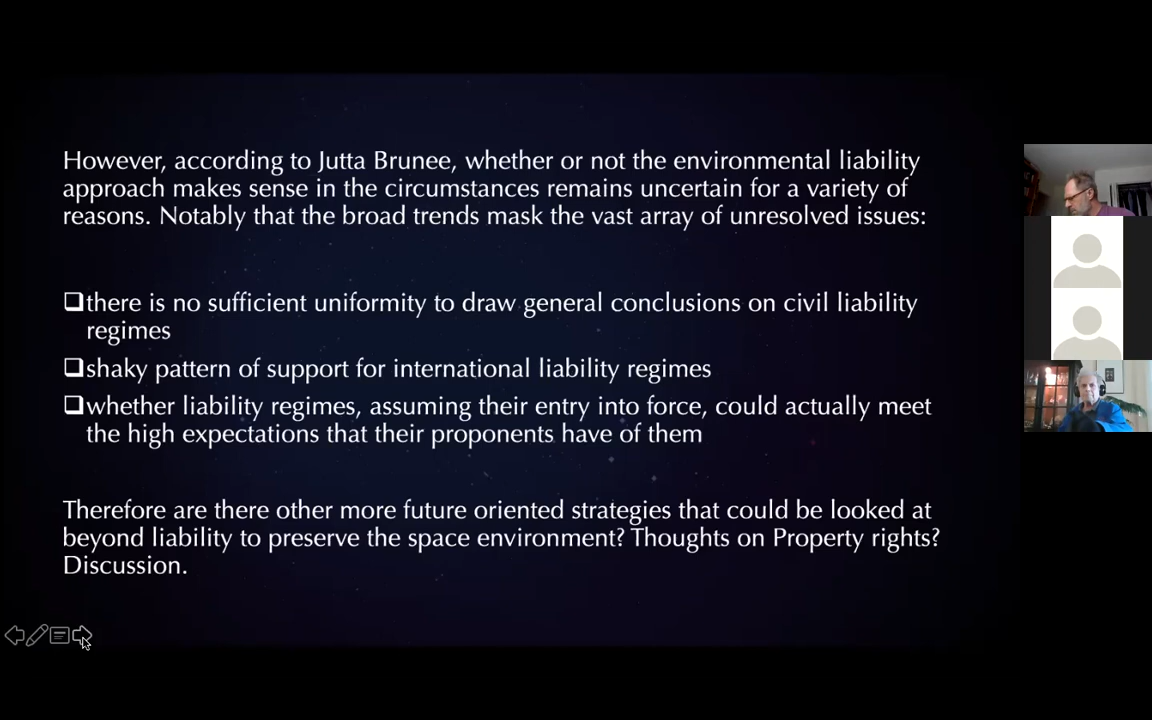 However, according to Jutta Brunee, whether or not the environmental liability
approach makes sense in the circumstances remains uncertain for a variety of
reasons. Notably that the broad trends mask the vast array of unresolved issues:
❑there is no sufficient uniformity to draw general conclusions on civil liability
regimes
❑shaky pattern of support for international liability regimes
❑whether liability regimes, assuming their entry into force, could actually meet
the high expectations that their proponents have of them
Therefore are there other more future oriented strategies that could be looked at
beyond liability to preserve the space environment? Thoughts on Property rights?
Discussion.